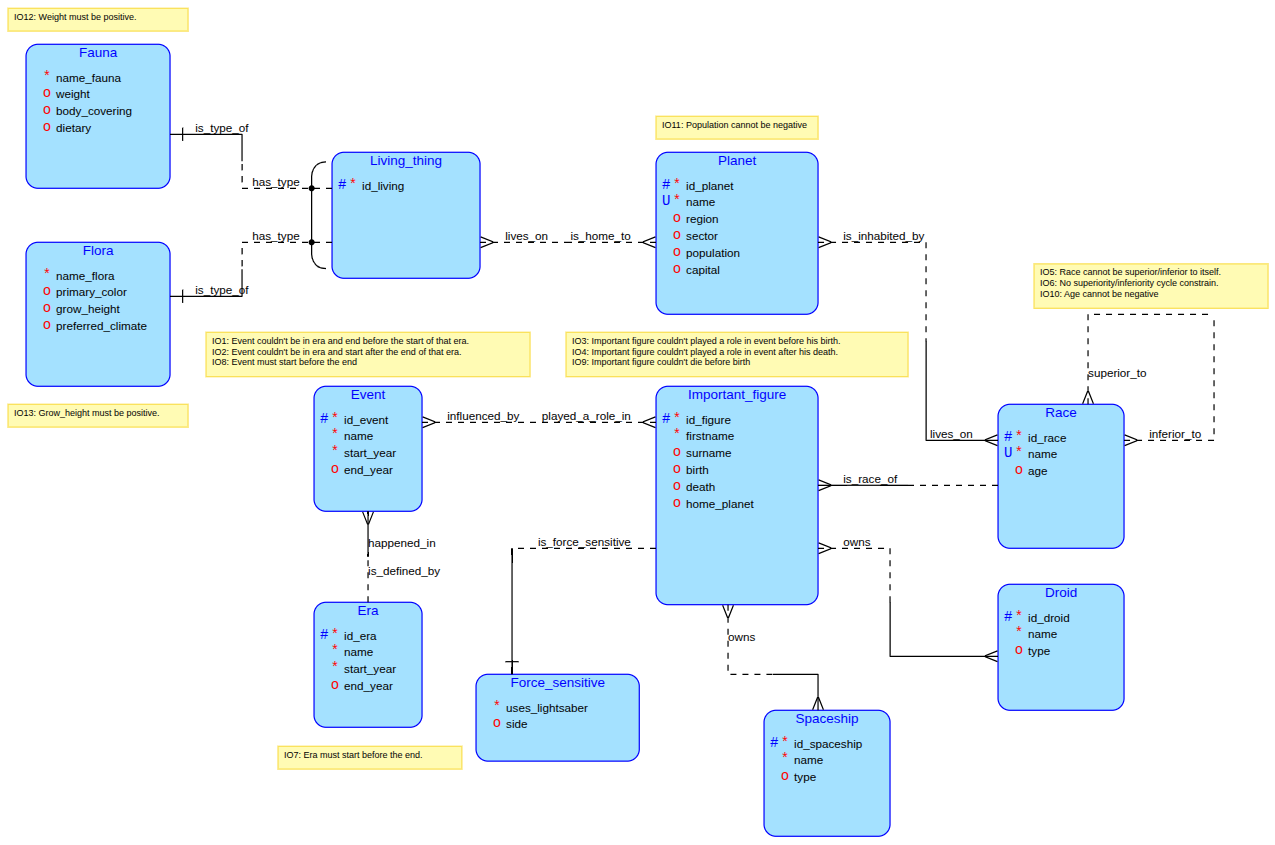 IO12: Weight must be positive.
Fauna
* name_fauna
o weight
o body_covering
o dietary
is_type_of
has_type
has_type
is_type_of
Flora
* name_flora
o primary_color
o grow_height
o preferred_climate
IO13: Grow_height must be positive.
Living_thing
# * id_living
lives_on
is_home_to
IO11: Population cannot be negative
Planet
# * id_planet
U * name
o region
o sector
o population
o capital
is_inhabited_by
lives_on
IO5: Race cannot be superior/inferior to itself.
IO6: No superiority/inferiority cycle constrain.
IO10: Age cannot be negative
superior_to
inferior_to
Race
# * id_race
U * name
o age
IO1: Event couldn't be in era and end before the start of that era.
IO2: Event couldn't be in era and start after the end of that era.
IO8: Event must start before the end
Event
# * id_event
* name
* start_year
o end_year
influenced_by
played_a_role_in
IO3: Important figure couldn't played a role in event before his birth.
IO4: Important figure couldn't played a role in event after his death.
IO9: Important figure couldn't die before birth
Important_figure
# * id_figure
* firstname
o surname
o birth
o death
o home_planet
is_race_of
is_force_sensitive
owns
owns
happened_in
is_defined_by
Era
# * id_era
* name
* start_year
o end_year
IO7: Era must start before the end.
Force_sensitive
* uses_lightsaber
o side
Droid
# * id_droid
* name
o type
Spaceship
# * id_spaceship
* name
o type